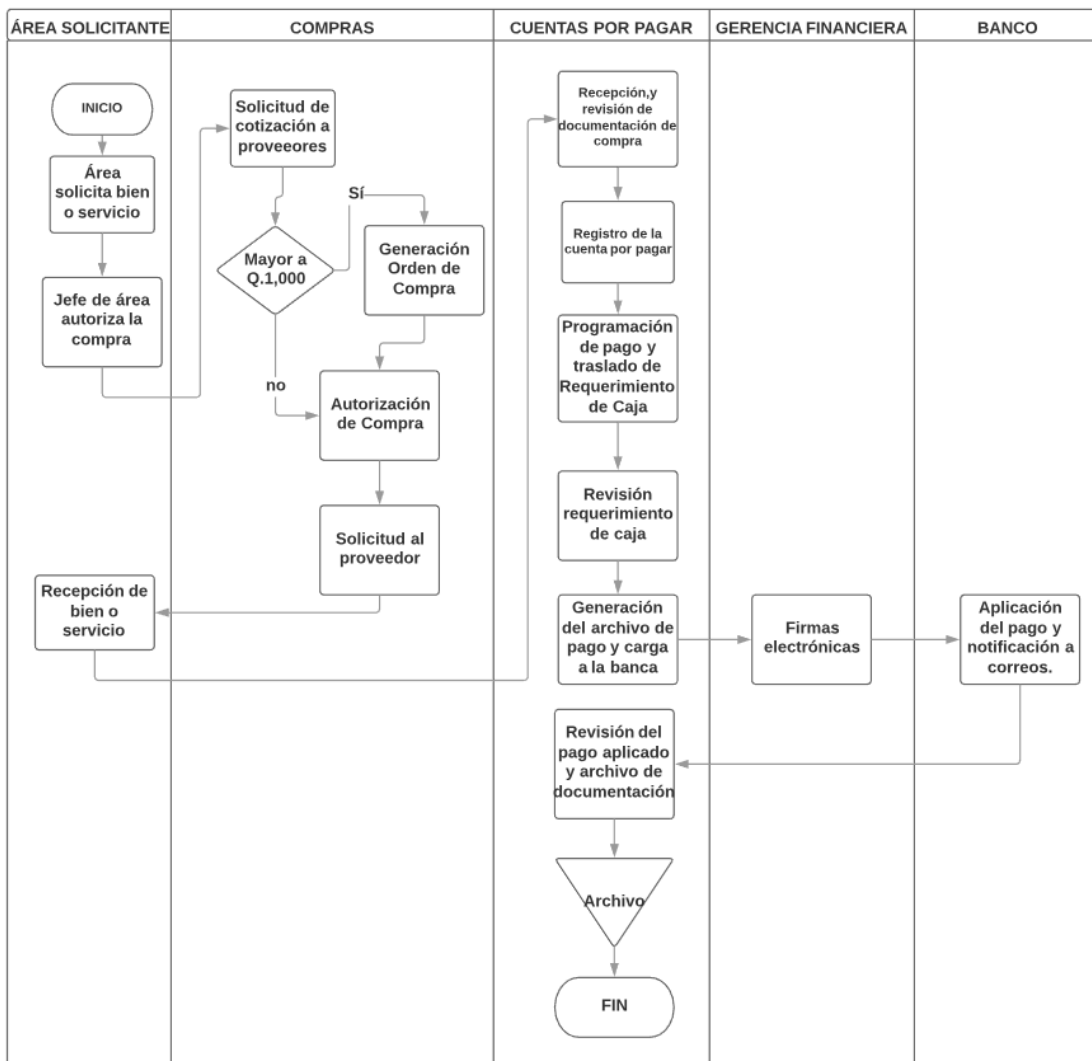 ÁREA SOLICITANTE
COMPRAS
CUENTAS POR PAGAR
GERENCIA FINANCIERA
BANCO
INICIO
Área
solicita bien
o servicio
Jefe de área
autoriza la
compra
Solicitud de
cotización a
proveeores
Mayor a
Q.1,000
Sí
Generación
Orden de
Compra
no
Autorización
de Compra
Solicitud al
proveedor
Recepción de
bien o
servicio
Recepción,y
revisión de
documentación de
compra
Registro de la
cuenta por pagar
Programación
de pago y
traslado de
Requerimiento
de Caja
Revisión
requerimiento
de caja
Generación
del archivo de
pago y carga
a la banca
Firmas
electrónicas
Aplicación
del pago y
notificación a
correos.
Revisión del
pago aplicado
y archivo de
documentación
Archivo
FIN